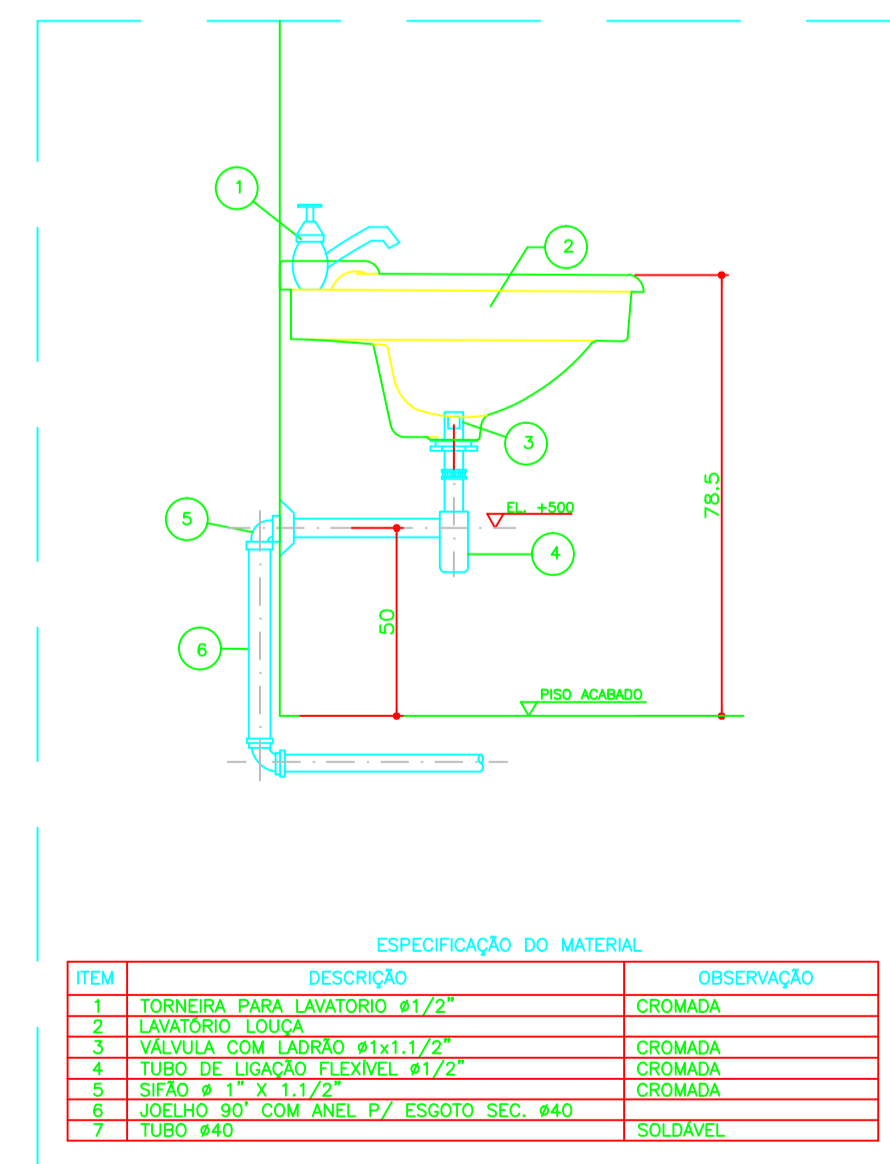 1
2
3
78.5
EL. +500
5
4
50
6
PISO ACABADO
ESPECIFICAÇÃO DO MATERIAL
ITEM DESCRIÇÃO OBSERVAÇÃO
1 TORNEIRA PARA LAVATORIO ø1/2" CROMADA
2 LAVATÓRIO LOUÇA
3 VÁLVULA COM LADRÃO ø1x1.1/2" CROMADA
4 TUBO DE LIGAÇÃO FLEXÍVEL ø1/2" CROMADA
5 SIFÃO ø 1" X 1.1/2" CROMADA
6 JOELHO 90' COM ANEL P/ ESGOTO SEC. ø40
7 TUBO ø40 SOLDÁVEL